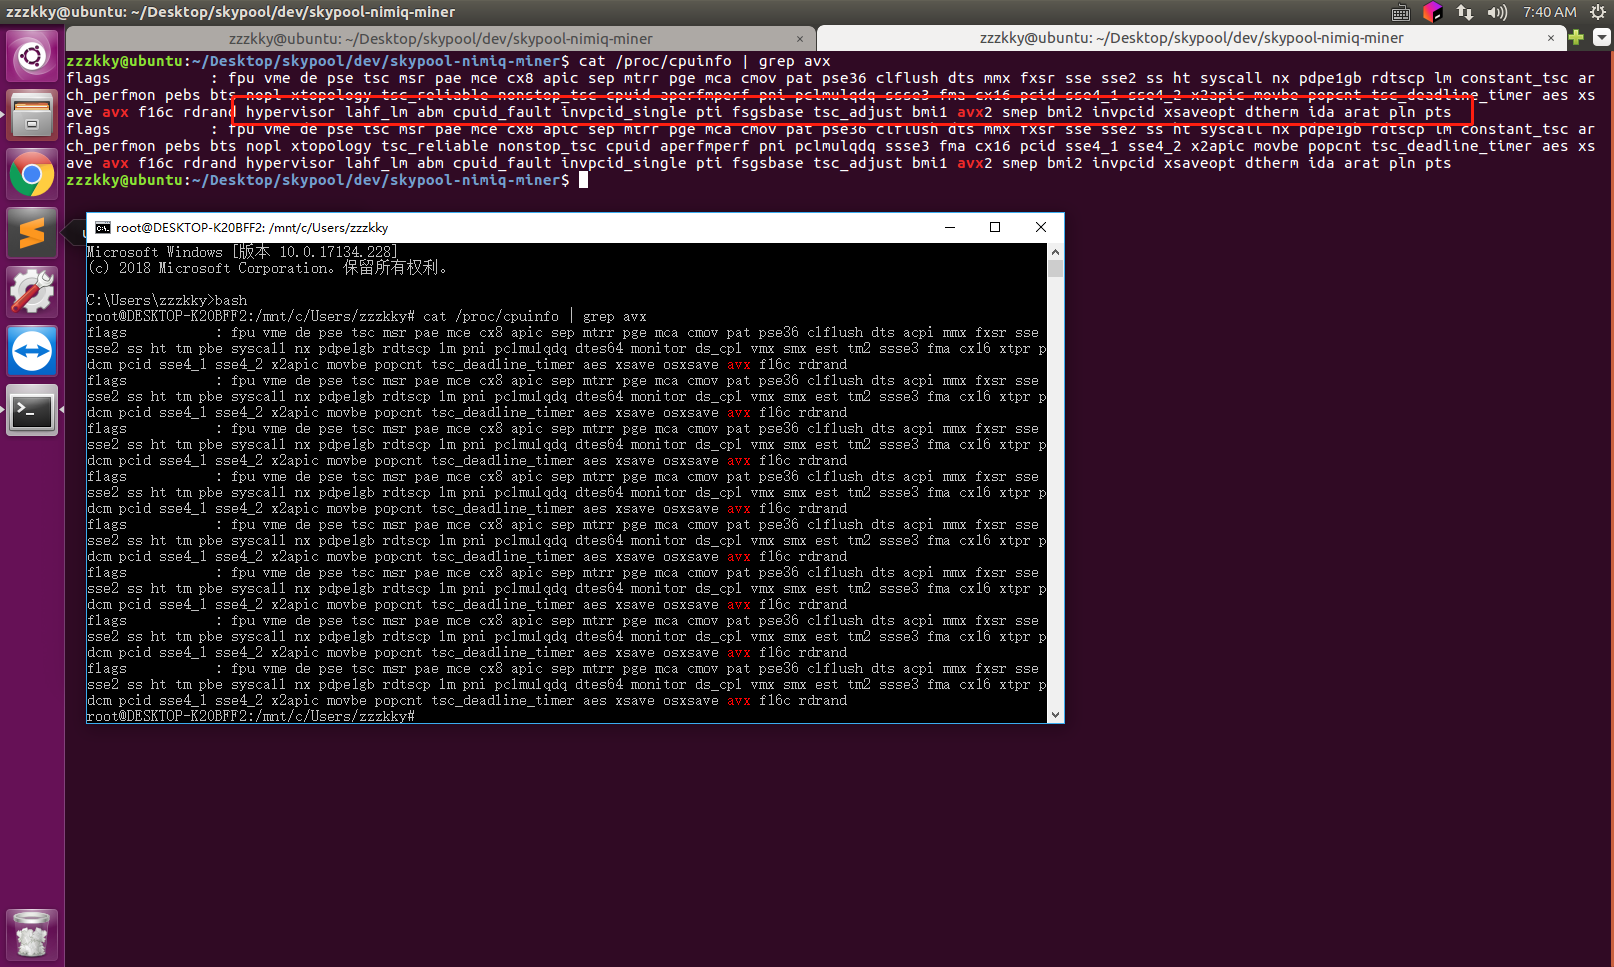 zzzkky@ubuntu: ~/Desktop/skypool/dev/skypool-nimiq-miner
7:40 AM
zzzkky@ubuntu: ~/Desktop/skypool/dev/skypool-nimiq-miner ×
zzzkky@ubuntu: ~/Desktop/skypool/dev/skypool-nimiq-miner ×
zzzkky@ubuntu:~/Desktop/skypool/dev/skypool-nimiq-miner$ cat /proc/cpuinfo | grep avx
flags : fpu vme de pse tsc msr pae mce cx8 apic sep mtrr pge mca cmov pat pse36 clflush dts mmx fxsr sse sse2 ss ht syscall nx pdpe1gb rdtscp lm constant_tsc ar
ch_perfmon pebs bts nopl xtopology tsc_reliable nonstop_tsc cpuid aperfmperf pni pclmulqdq ssse3 fma cx16 pcid sse4_1 sse4_2 x2apic movbe popcnt tsc_deadline_timer aes xs
ave avx f16c rdrand hypervisor lahf_lm abm cpuid_fault invpcid_single pti fsgsbase tsc_adjust bmi1 avx2 smep bmi2 invpcid xsaveopt dtherm ida arat pln pts
flags : fpu vme de pse tsc msr pae mce cx8 apic sep mtrr pge mca cmov pat pse36 clflush dts mmx fxsr sse sse2 ss ht syscall nx pdpe1gb rdtscp lm constant_tsc ar
ch_perfmon pebs bts nopl xtopology tsc_reliable nonstop_tsc cpuid aperfmperf pni pclmulqdq ssse3 fma cx16 pcid sse4_1 sse4_2 x2apic movbe popcnt tsc_deadline_timer aes xs
ave avx f16c rdrand hypervisor lahf_lm abm cpuid_fault invpcid_single pti fsgsbase tsc_adjust bmi1 avx2 smep bmi2 invpcid xsaveopt dtherm ida arat pln pts
zzzkky@ubuntu:~/Desktop/skypool/dev/skypool-nimiq-miner$
root@DESKTOP-K20BFF2: /mnt/c/Users/zzzkky
Microsoft Windows [版本 10.0.17134.228]
(c) 2018 Microsoft Corporation。保留所有权利。
C:\Users\zzzkky>bash
root@DESKTOP-K20BFF2:/mnt/c/Users/zzzkky# cat /proc/cpuinfo | grep avx
flags : fpu vme de pse tsc msr pae mce cx8 apic sep mtrr pge mca cmov pat pse36 clflush dts acpi mmx fxsr sse
sse2 ss ht tm pbe syscall nx pdpe1gb rdtscp lm pni pclmulqdq dtes64 monitor ds_cpl vmx smx est tm2 ssse3 fma cx16 xtpr p
dcm pcid sse4_1 sse4_2 x2apic movbe popcnt tsc_deadline_timer aes xsave osxsave avx f16c rdrand
flags : fpu vme de pse tsc msr pae mce cx8 apic sep mtrr pge mca cmov pat pse36 clflush dts acpi mmx fxsr sse
sse2 ss ht tm pbe syscall nx pdpe1gb rdtscp lm pni pclmulqdq dtes64 monitor ds_cpl vmx smx est tm2 ssse3 fma cx16 xtpr p
dcm pcid sse4_1 sse4_2 x2apic movbe popcnt tsc_deadline_timer aes xsave osxsave avx f16c rdrand
flags : fpu vme de pse tsc msr pae mce cx8 apic sep mtrr pge mca cmov pat pse36 clflush dts acpi mmx fxsr sse
sse2 ss ht tm pbe syscall nx pdpe1gb rdtscp lm pni pclmulqdq dtes64 monitor ds_cpl vmx smx est tm2 ssse3 fma cx16 xtpr p
dcm pcid sse4_1 sse4_2 x2apic movbe popcnt tsc_deadline_timer aes xsave osxsave avx f16c rdrand
flags : fpu vme de pse tsc msr pae mce cx8 apic sep mtrr pge mca cmov pat pse36 clflush dts acpi mmx fxsr sse
sse2 ss ht tm pbe syscall nx pdpe1gb rdtscp lm pni pclmulqdq dtes64 monitor ds_cpl vmx smx est tm2 ssse3 fma cx16 xtpr p
dcm pcid sse4_1 sse4_2 x2apic movbe popcnt tsc_deadline_timer aes xsave osxsave avx f16c rdrand
flags : fpu vme de pse tsc msr pae mce cx8 apic sep mtrr pge mca cmov pat pse36 clflush dts acpi mmx fxsr sse
sse2 ss ht tm pbe syscall nx pdpe1gb rdtscp lm pni pclmulqdq dtes64 monitor ds_cpl vmx smx est tm2 ssse3 fma cx16 xtpr p
dcm pcid sse4_1 sse4_2 x2apic movbe popcnt tsc_deadline_timer aes xsave osxsave avx f16c rdrand
flags : fpu vme de pse tsc msr pae mce cx8 apic sep mtrr pge mca cmov pat pse36 clflush dts acpi mmx fxsr sse
sse2 ss ht tm pbe syscall nx pdpe1gb rdtscp lm pni pclmulqdq dtes64 monitor ds_cpl vmx smx est tm2 ssse3 fma cx16 xtpr p
dcm pcid sse4_1 sse4_2 x2apic movbe popcnt tsc_deadline_timer aes xsave osxsave avx f16c rdrand
flags : fpu vme de pse tsc msr pae mce cx8 apic sep mtrr pge mca cmov pat pse36 clflush dts acpi mmx fxsr sse
sse2 ss ht tm pbe syscall nx pdpe1gb rdtscp lm pni pclmulqdq dtes64 monitor ds_cpl vmx smx est tm2 ssse3 fma cx16 xtpr p
dcm pcid sse4_1 sse4_2 x2apic movbe popcnt tsc_deadline_timer aes xsave osxsave avx f16c rdrand
flags : fpu vme de pse tsc msr pae mce cx8 apic sep mtrr pge mca cmov pat pse36 clflush dts acpi mmx fxsr sse
sse2 ss ht tm pbe syscall nx pdpe1gb rdtscp lm pni pclmulqdq dtes64 monitor ds_cpl vmx smx est tm2 ssse3 fma cx16 xtpr p
dcm pcid sse4_1 sse4_2 x2apic movbe popcnt tsc_deadline_timer aes xsave osxsave avx f16c rdrand
root@DESKTOP-K20BFF2:/mnt/c/Users/zzzkky#